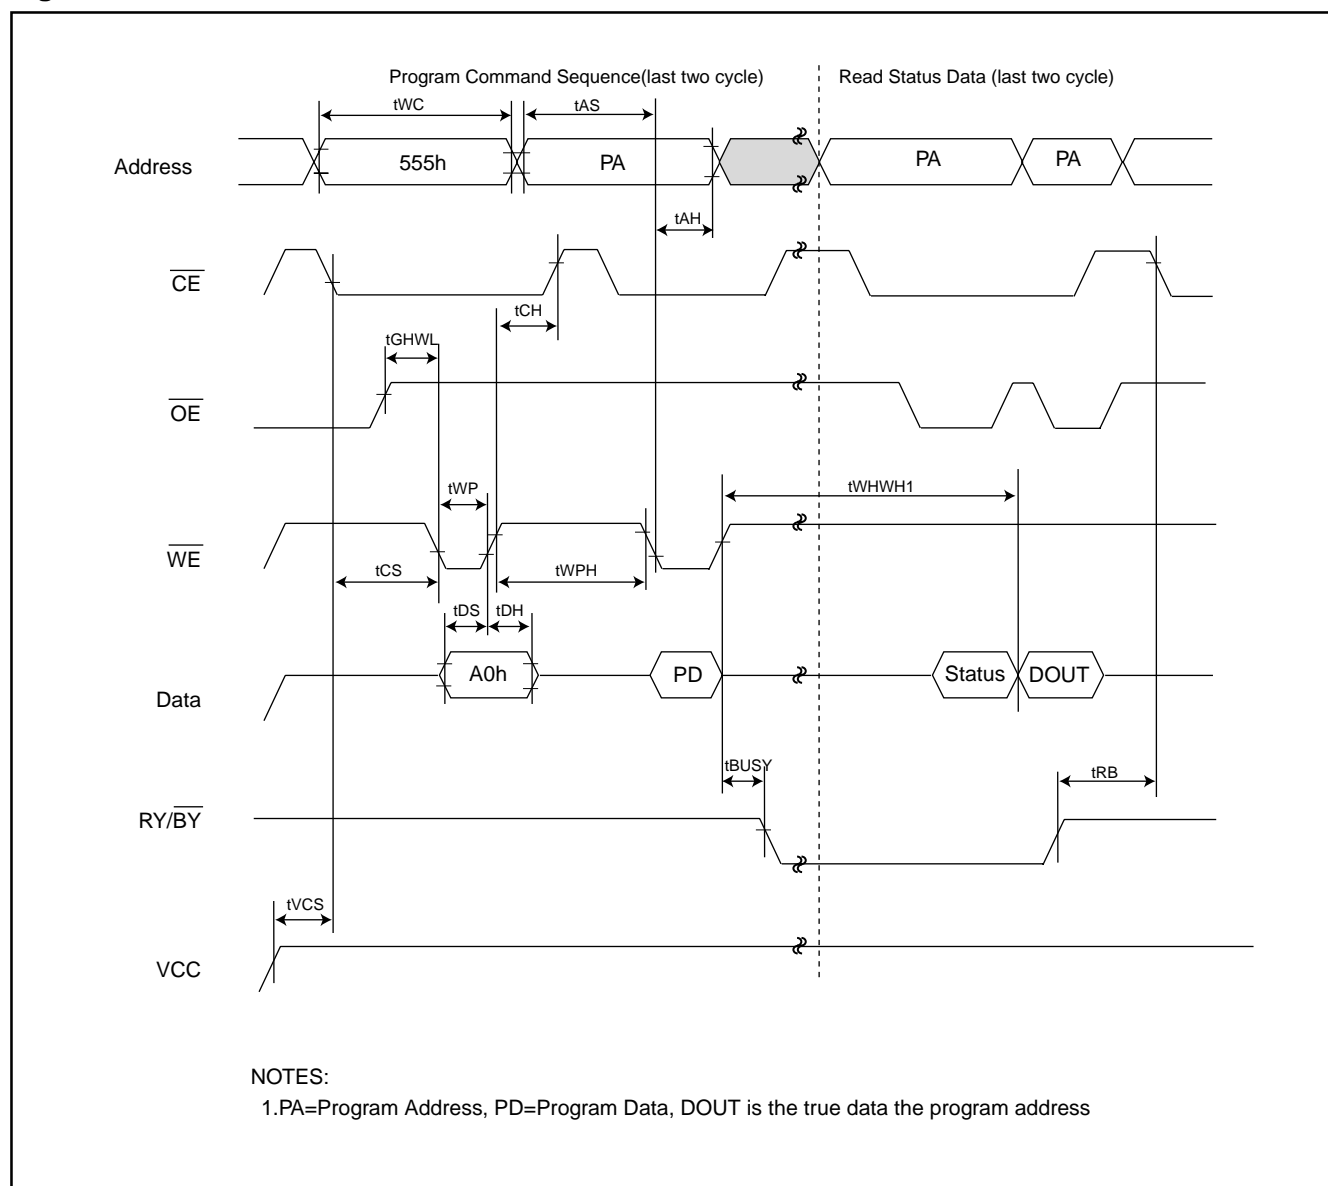 Program Command Sequence(last two cycle)
Read Status Data (last two cycle)
tWC
tAS
Address
555h
PA
PA
PA
tAH
CE
tCH
tGHWL
OE
tWP
tWHWH1
WE
tCS
tWPH
tDS
tDH
A0h
PD
Status
DOUT
Data
tBUSY
tRB
RY/BY
tVCS
VCC
NOTES:
1.PA=Program Address, PD=Program Data, DOUT is the true data the program address